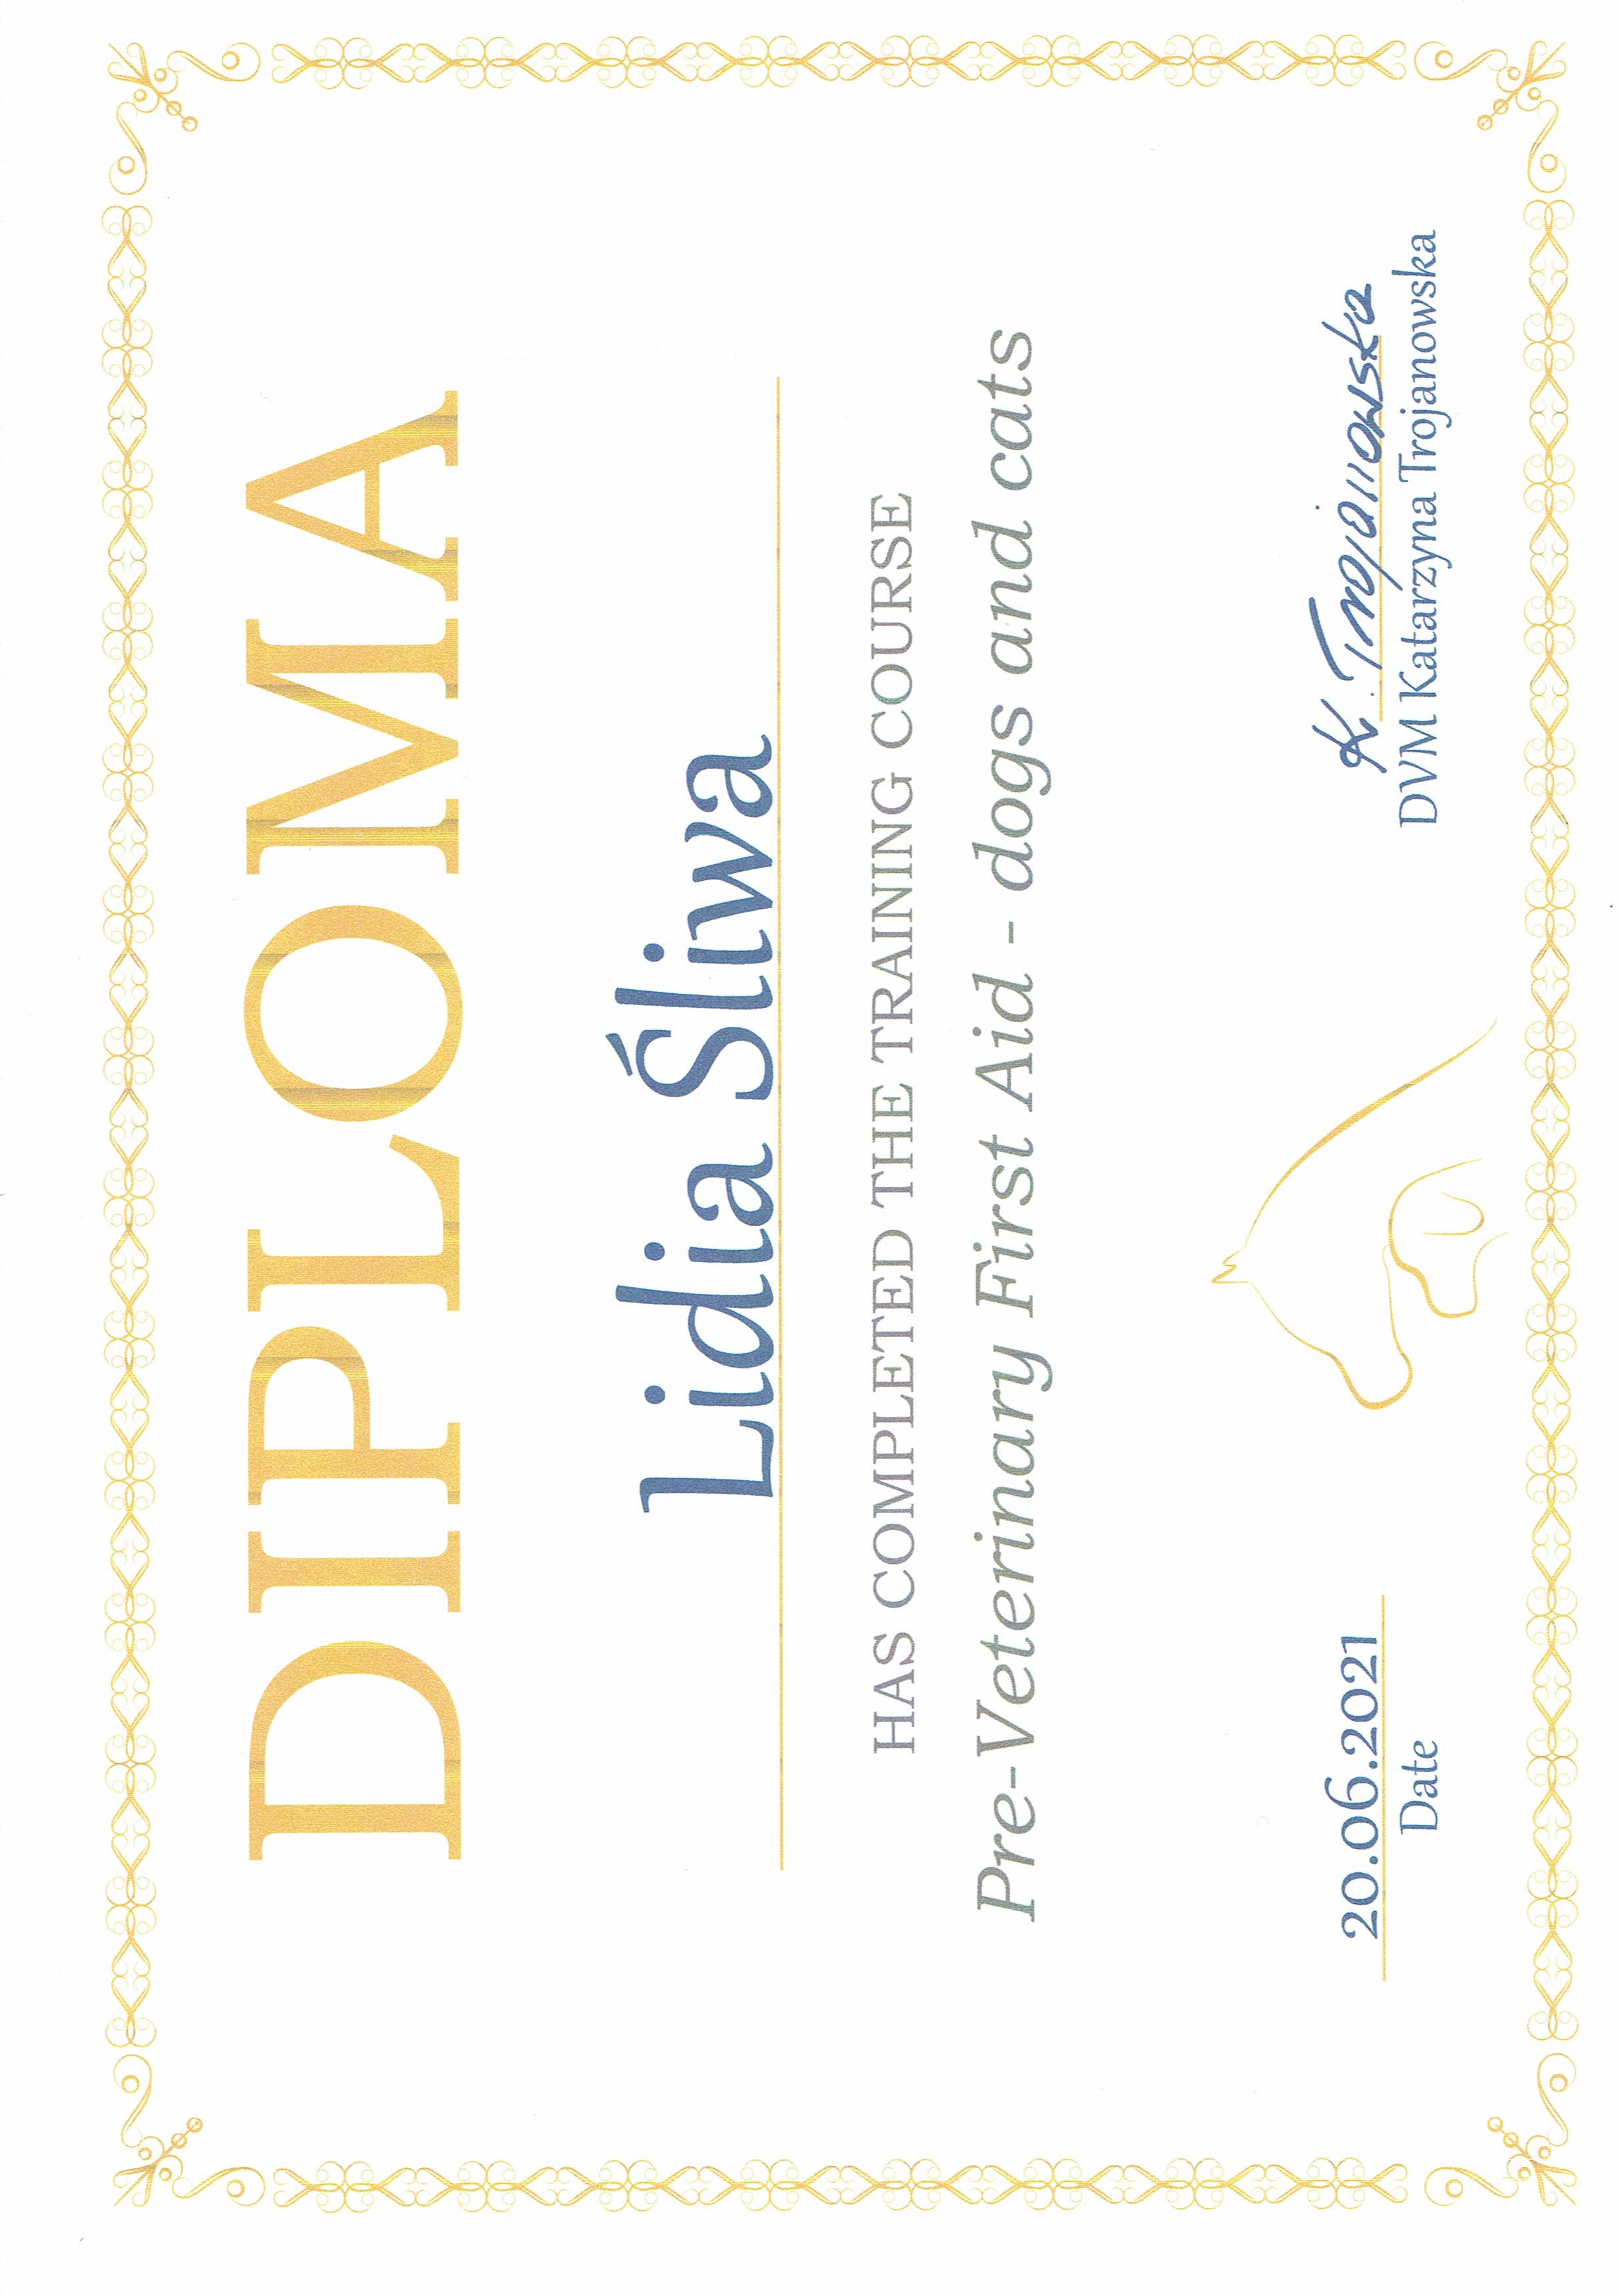 DIPLOMA
Lidia Śliwa
HAS COMPLETED THE TRAINING COURSE
Pre-Veterinary First Aid - dogs and cats
20.06.2021
Date
K. Trojanowska
DVM Katarzyna Trojanowska